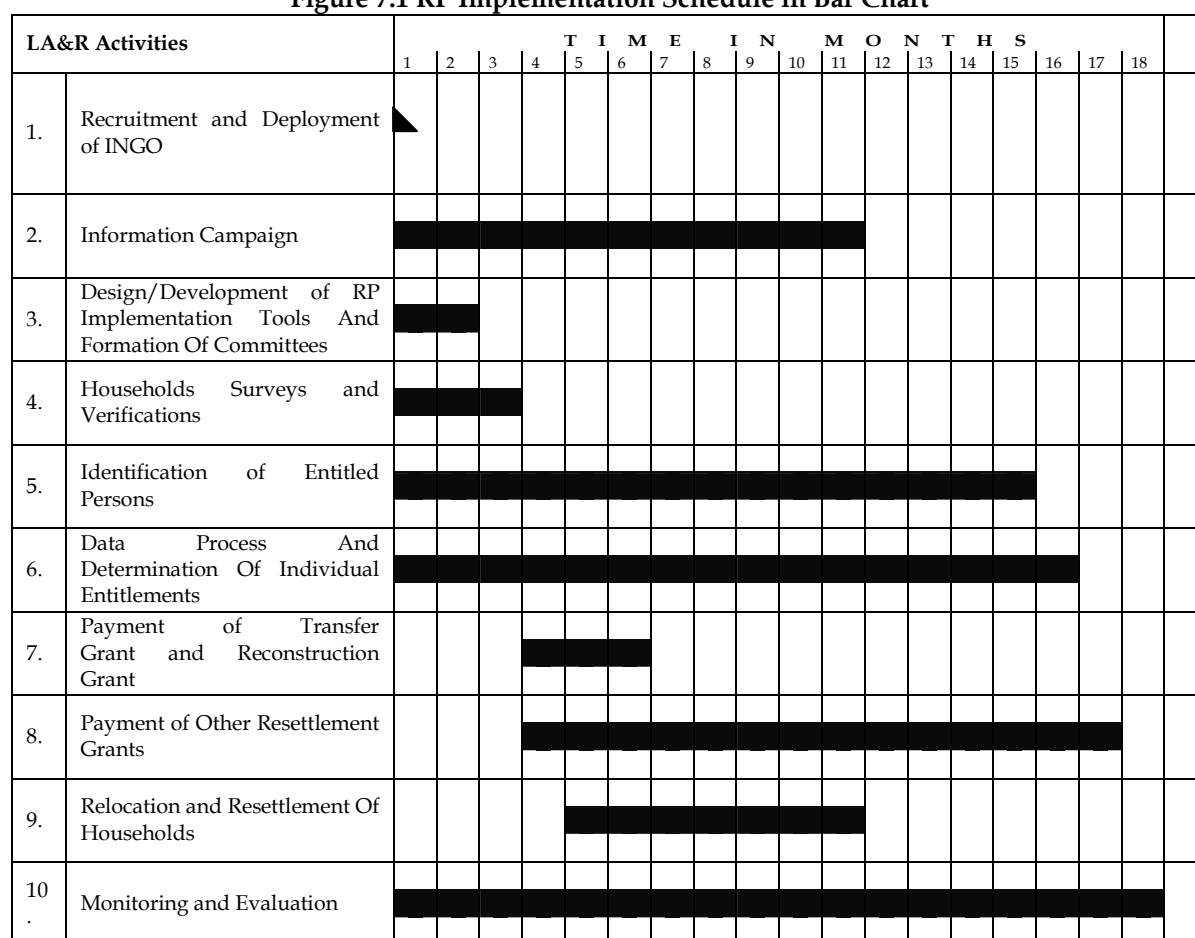 Figure 7.1 RP Implementation Schedule in Bar Chart
LA&R Activities
T I M E I N M O N T H S
1 2 3 4 5 6 7 8 9 10 11 12 13 14 15 16 17 18
1. Recruitment and Deployment
of INGO
2. Information Campaign
3. Design/Development of RP
Implementation Tools And
Formation Of Committees
4. Households Surveys and
Verifications
5. Identification of Entitled
Persons
6. Data Process And
Determination Of Individual
Entitlements
7. Payment of Transfer
Grant and Reconstruction
Grant
8. Payment of Other Resettlement
Grants
9. Relocation and Resettlement Of
Households
10
. Monitoring and Evaluation